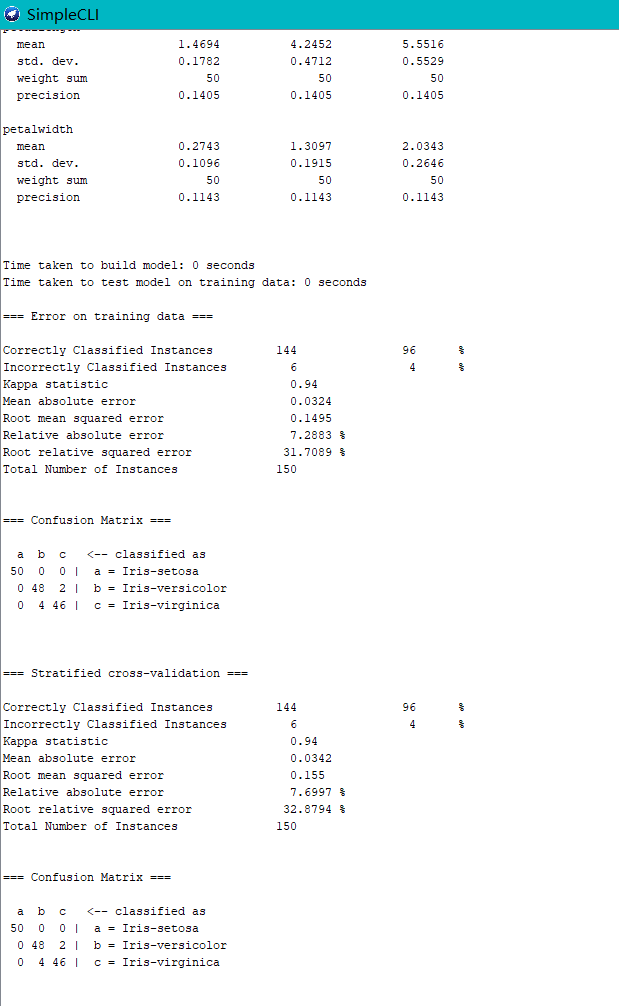 SimpleCLI
mean 1.4694 4.2452 5.5516
std. dev. 0.1782 0.4712 0.5529
weight sum 50 50 50
precision 0.1405 0.1405 0.1405
petalwidth
mean 0.2743 1.3097 2.0343
std. dev. 0.1096 0.1915 0.2646
weight sum 50 50 50
precision 0.1143 0.1143 0.1143
Time taken to build model: 0 seconds
Time taken to test model on training data: 0 seconds
=== Error on training data ===
Correctly Classified Instances 144 96 %
Incorrectly Classified Instances 6 4 %
Kappa statistic 0.94
Mean absolute error 0.0324
Root mean squared error 0.1495
Relative absolute error 7.2883 %
Root relative squared error 31.7089 %
Total Number of Instances 150
=== Confusion Matrix ===
a b c <-- classified as
50 0 0 | a = Iris-setosa
0 48 2 | b = Iris-versicolor
0 4 46 | c = Iris-virginica
=== Stratified cross-validation ===
Correctly Classified Instances 144 96 %
Incorrectly Classified Instances 6 4 %
Kappa statistic 0.94
Mean absolute error 0.0342
Root mean squared error 0.155
Relative absolute error 7.6997 %
Root relative squared error 32.8794 %
Total Number of Instances 150
=== Confusion Matrix ===
a b c <-- classified as
50 0 0 | a = Iris-setosa
0 48 2 | b = Iris-versicolor
0 4 46 | c = Iris-virginica